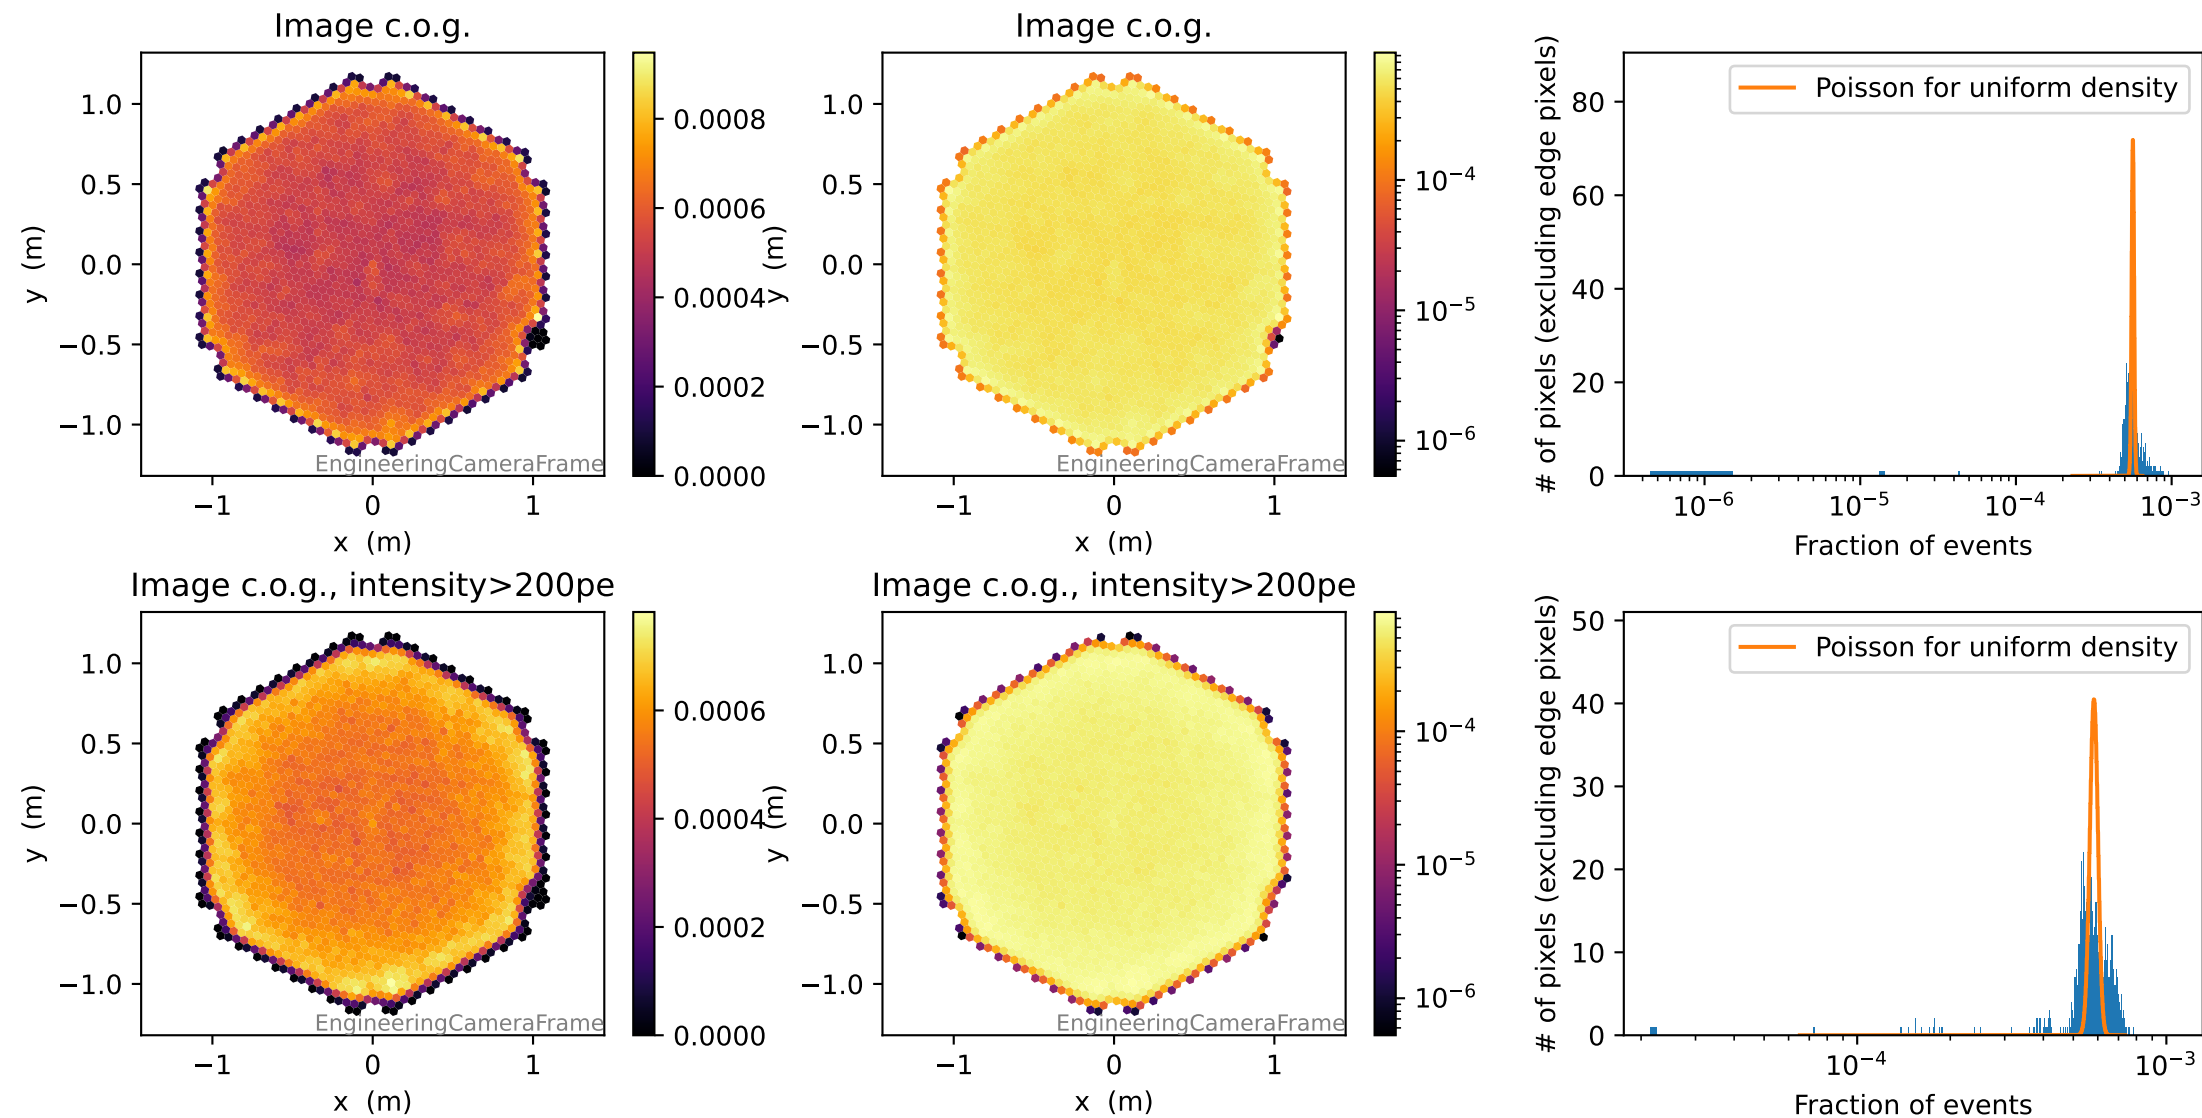 Image c.o.g.
1.0
0.5
0.0
−0.5
−1.0
y (m)
−1 0 1
x (m)
EngineeringCameraFrame
0.0008
0.0006
0.0004
0.0002
0.0000
Image c.o.g.
1.0
0.5
0.0
−0.5
−1.0
y (m)
−1 0 1
x (m)
EngineeringCameraFrame
10⁻⁴
10⁻⁵
10⁻⁶
Poisson for uniform density
80
60
40
20
0
# of pixels (excluding edge pixels)
10⁻⁶ 10⁻⁵ 10⁻⁴ 10⁻³
Fraction of events
Image c.o.g., intensity>200pe
1.0
0.5
0.0
−0.5
−1.0
y (m)
−1 0 1
x (m)
EngineeringCameraFrame
0.0006
0.0004
0.0002
0.0000
Image c.o.g., intensity>200pe
1.0
0.5
0.0
−0.5
−1.0
y (m)
−1 0 1
x (m)
EngineeringCameraFrame
10⁻⁴
10⁻⁵
10⁻⁶
Poisson for uniform density
50
40
30
20
10
0
# of pixels (excluding edge pixels)
10⁻⁴ 10⁻³
Fraction of events